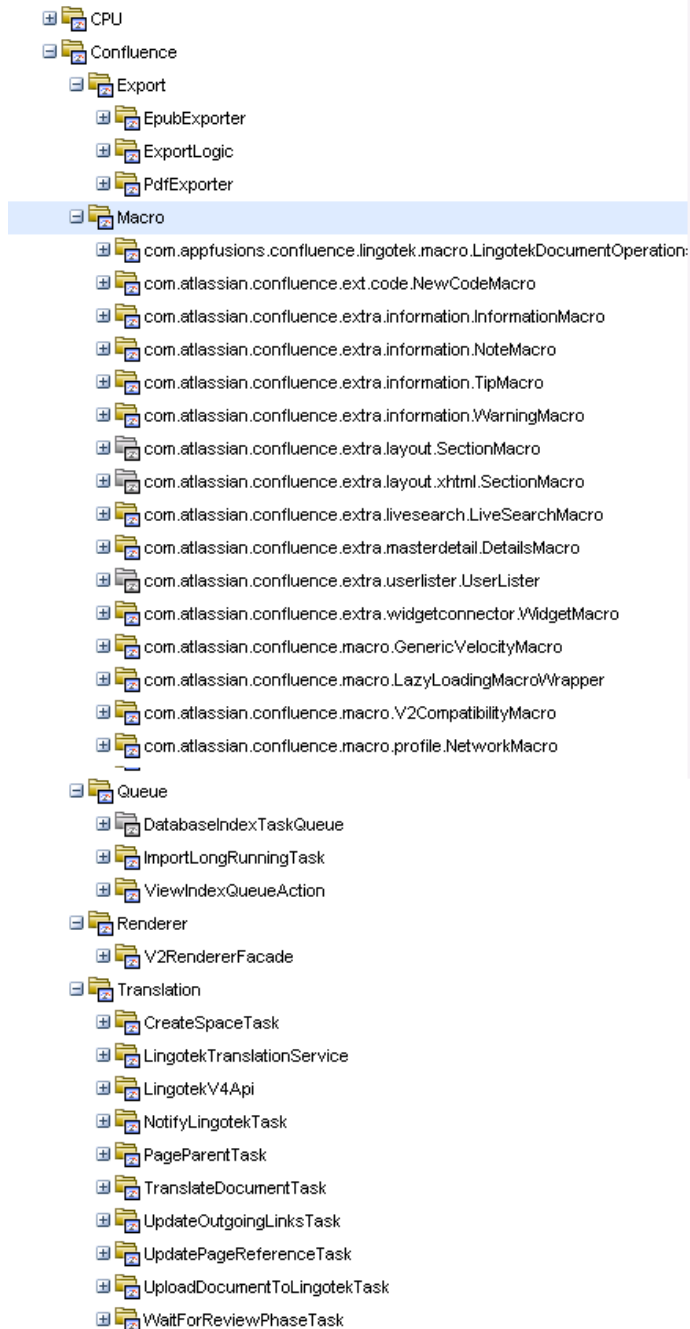 CPU
Confluence
Export
EpubExporter
ExportLogic
PdfExporter
Macro
com.appfusions.confluence.lingotek.macro.LingotekDocumentOperations
com.atlassian.confluence.ext.code.NewCodeMacro
com.atlassian.confluence.extra.information.InformationMacro
com.atlassian.confluence.extra.information.NoteMacro
com.atlassian.confluence.extra.information.TipMacro
com.atlassian.confluence.extra.information.WarningMacro
com.atlassian.confluence.extra.layout.SectionMacro
com.atlassian.confluence.extra.layout.xhtml.SectionMacro
com.atlassian.confluence.extra.livesearch.LiveSearchMacro
com.atlassian.confluence.extra.masterdetail.DetailsMacro
com.atlassian.confluence.extra.userlister.UserLister
com.atlassian.confluence.extra.widgetconnector.WidgetMacro
com.atlassian.confluence.macro.GenericVelocityMacro
com.atlassian.confluence.macro.LazyLoadingMacroWrapper
com.atlassian.confluence.macro.V2CompatibilityMacro
com.atlassian.confluence.macro.profile.NetworkMacro
Queue
DatabaseIndexTaskQueue
ImportLongRunningTask
ViewIndexQueueAction
Renderer
V2RendererFacade
Translation
CreateSpaceTask
LingotekTranslationService
LingotekV4Api
NotifyLingotekTask
PageParentTask
TranslateDocumentTask
UpdateOutgoingLinksTask
UpdatePageReferenceTask
UploadDocumentToLingotekTask
WaitForReviewPhaseTask